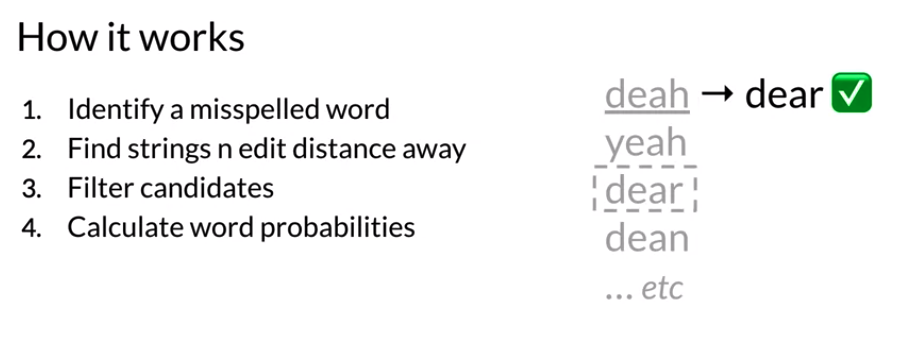 How it works
1. Identify a misspelled word
2. Find strings n edit distance away
3. Filter candidates
4. Calculate word probabilities
deah → dear ✅
yeah
dear
dean
... etc